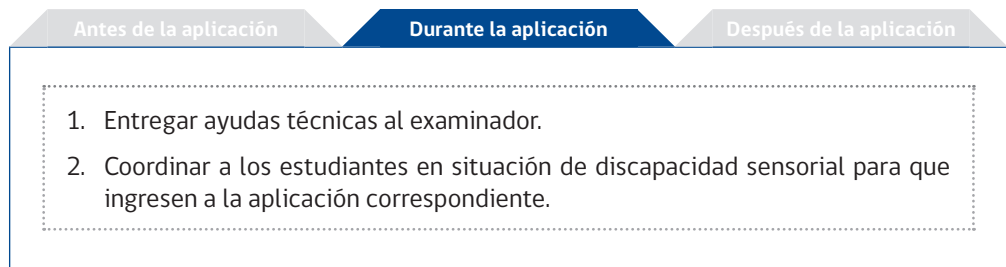 Antes de la aplicación
Durante la aplicación
Después de la aplicación
1. Entregar ayudas técnicas al examinador.
2. Coordinar a los estudiantes en situación de discapacidad sensorial para que
ingresen a la aplicación correspondiente.